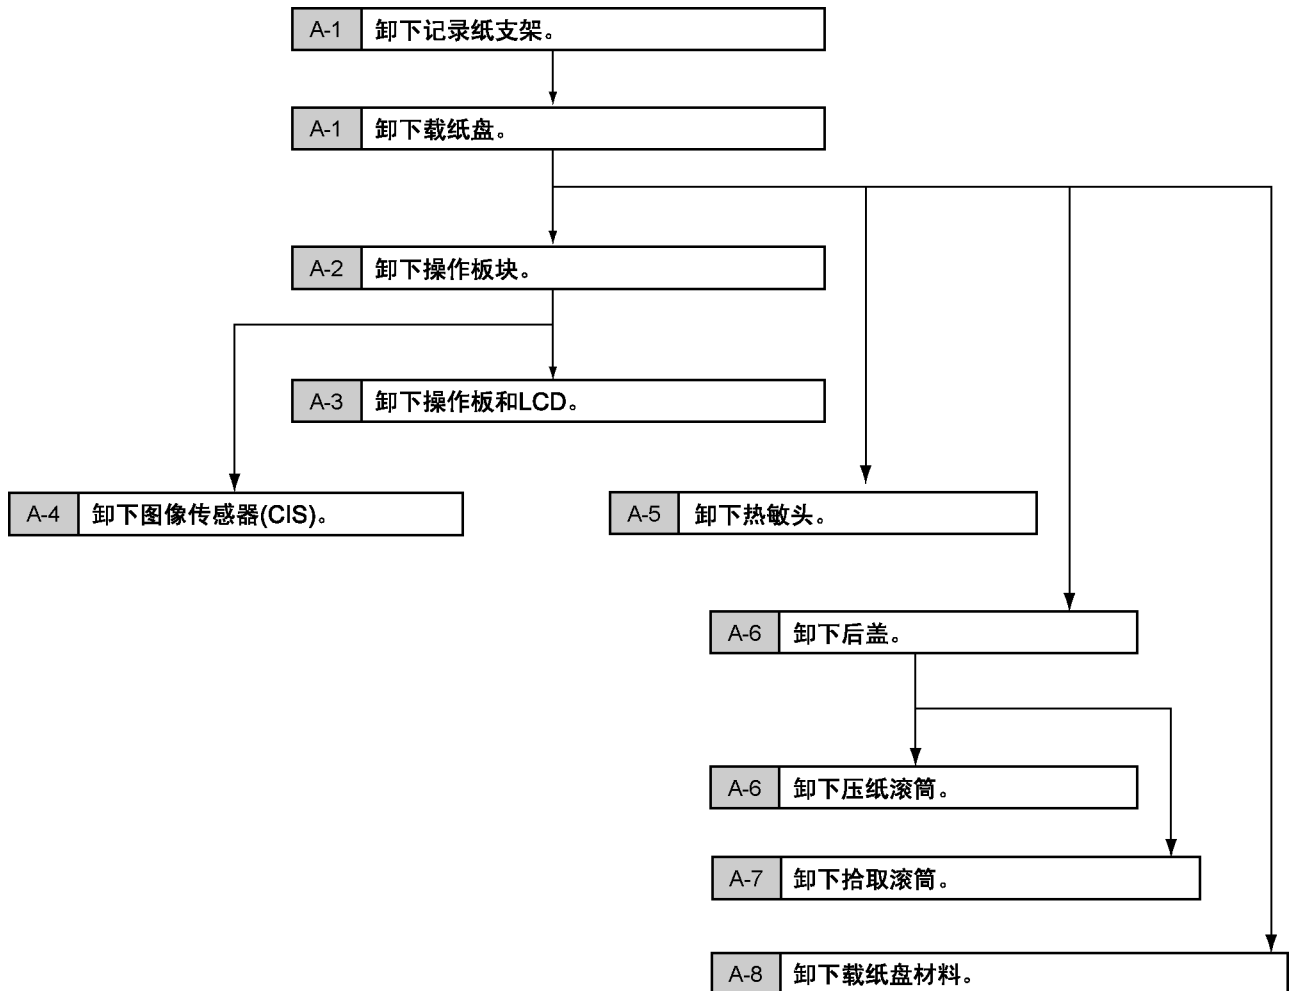 A-1 卸下记录纸支架。
A-1 卸下载纸盘。
A-2 卸下操作板块。
A-3 卸下操作板和LCD。
A-4 卸下图像传感器(CIS)。
A-5 卸下热敏头。
A-6 卸下后盖。
A-6 卸下压纸滚筒。
A-7 卸下拾取滚筒。
A-8 卸下载纸盘材料。